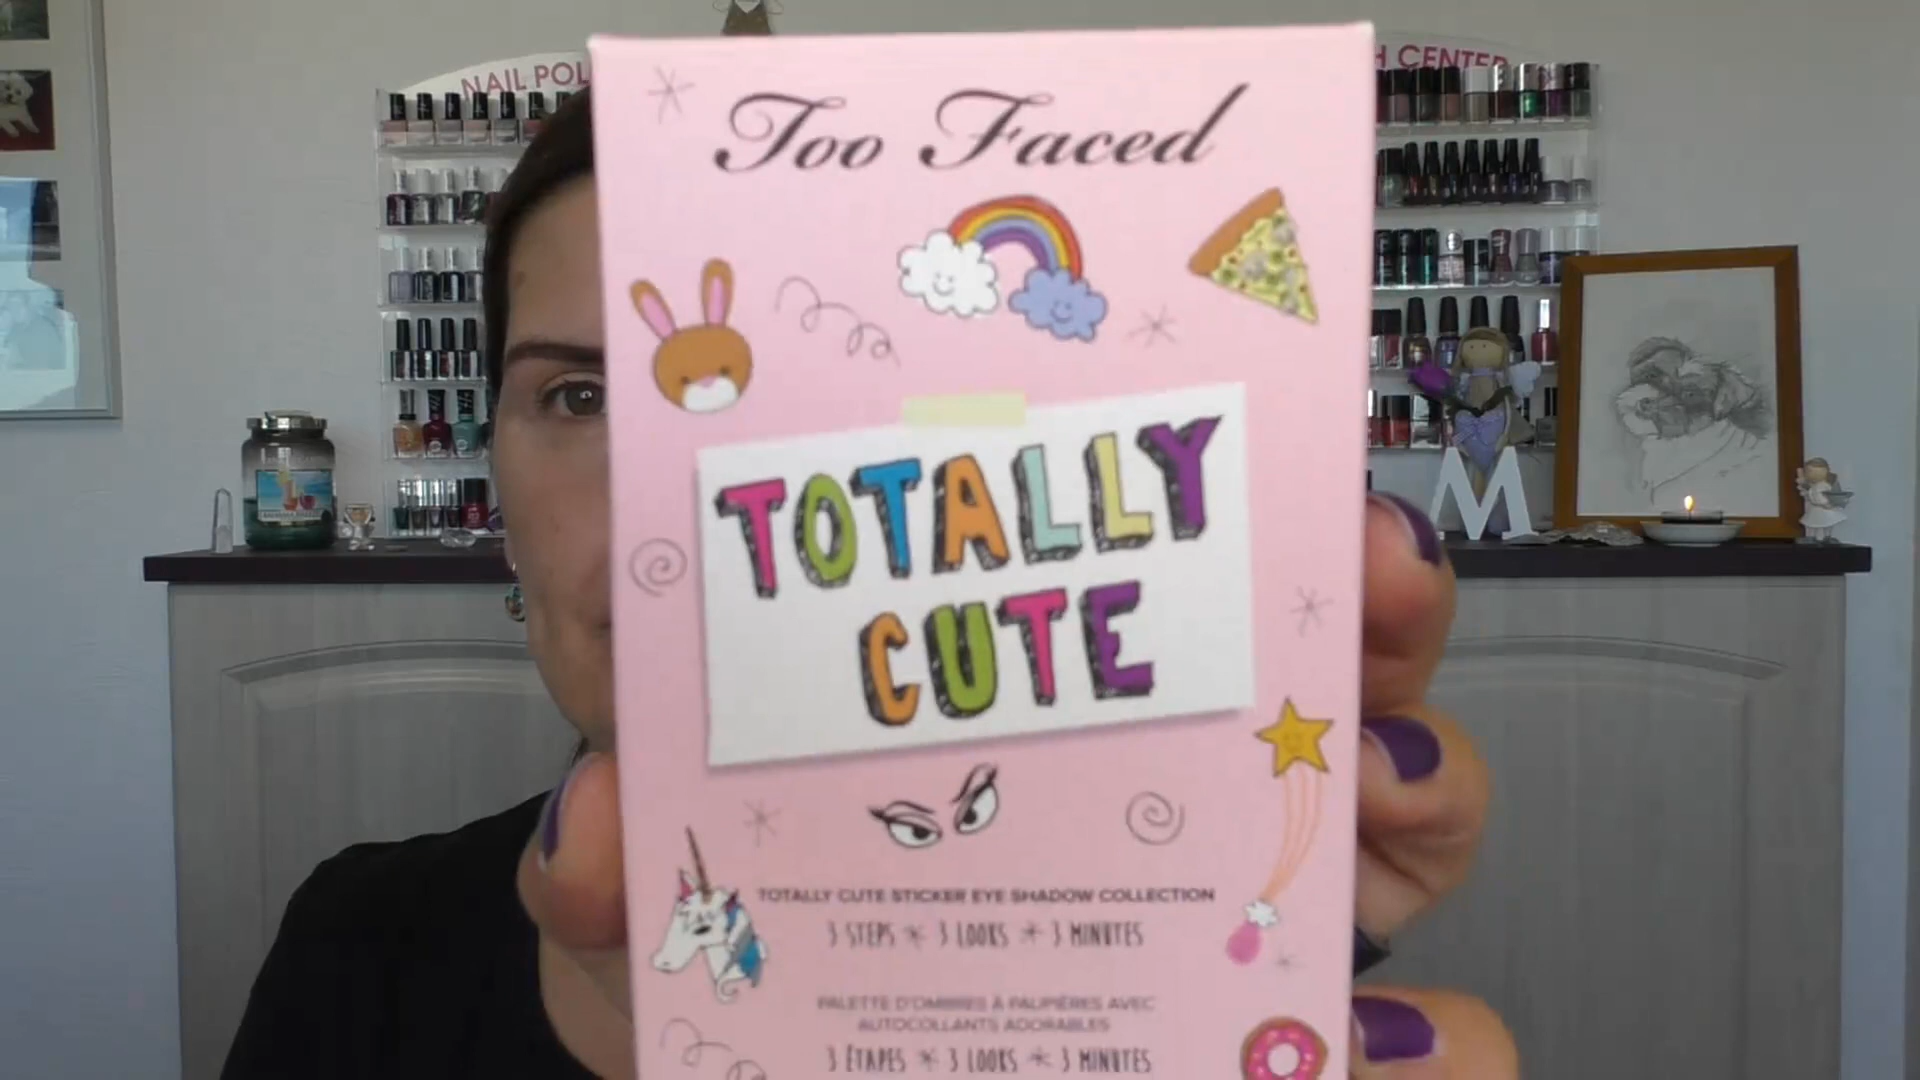 NAIL POL
H CENTER
Too Faced
TOTALLY
CUTE
TOTALLY CUTE STICKER EYE SHADOW COLLECTION
3 STEPS * 3 LOOKS * 3 MINUTES
PALETTE D'OMBRES À PAUPIÈRES AVEC
AUTOCOLLANTS ADORABLES
3 ÉTAPES * 3 LOOKS * 3 MINUTES
M